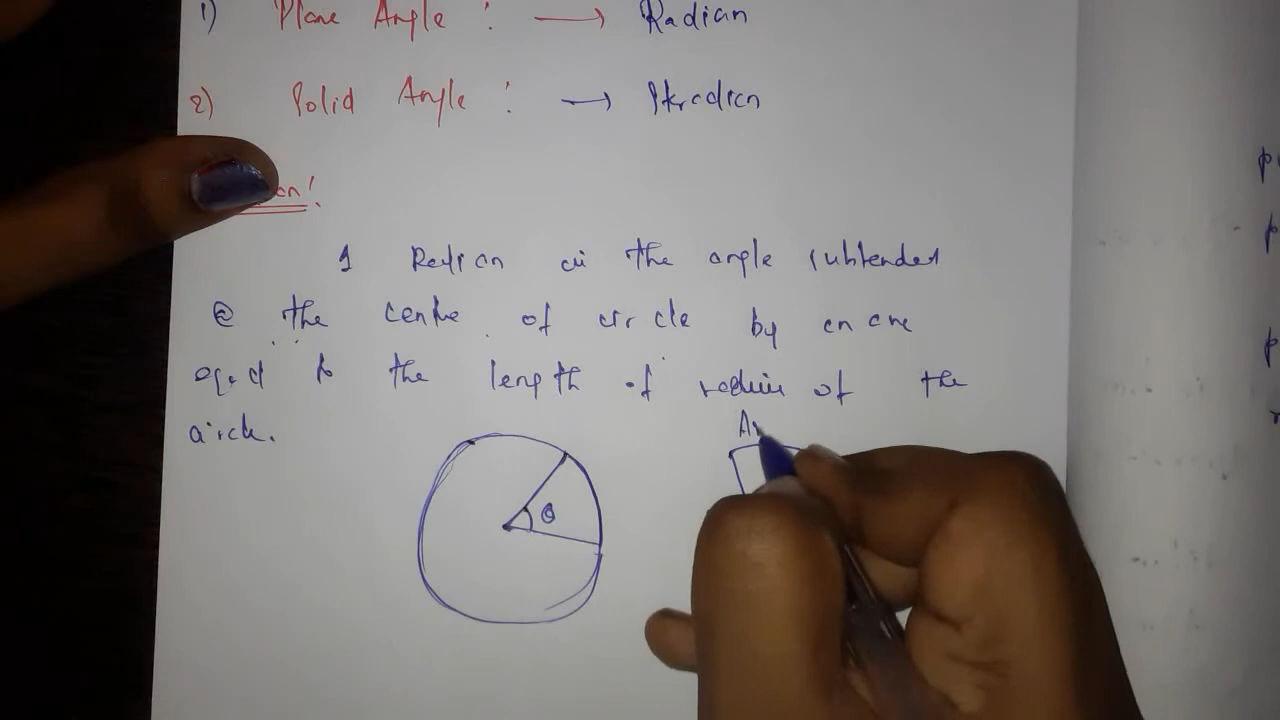 1) Plane Angle : → Radian
2) Solid Angle : → Steradian
1 Radian is the angle subtended
@ the centre of circle by an arc
equal to the length of radius of the
circle.
θ